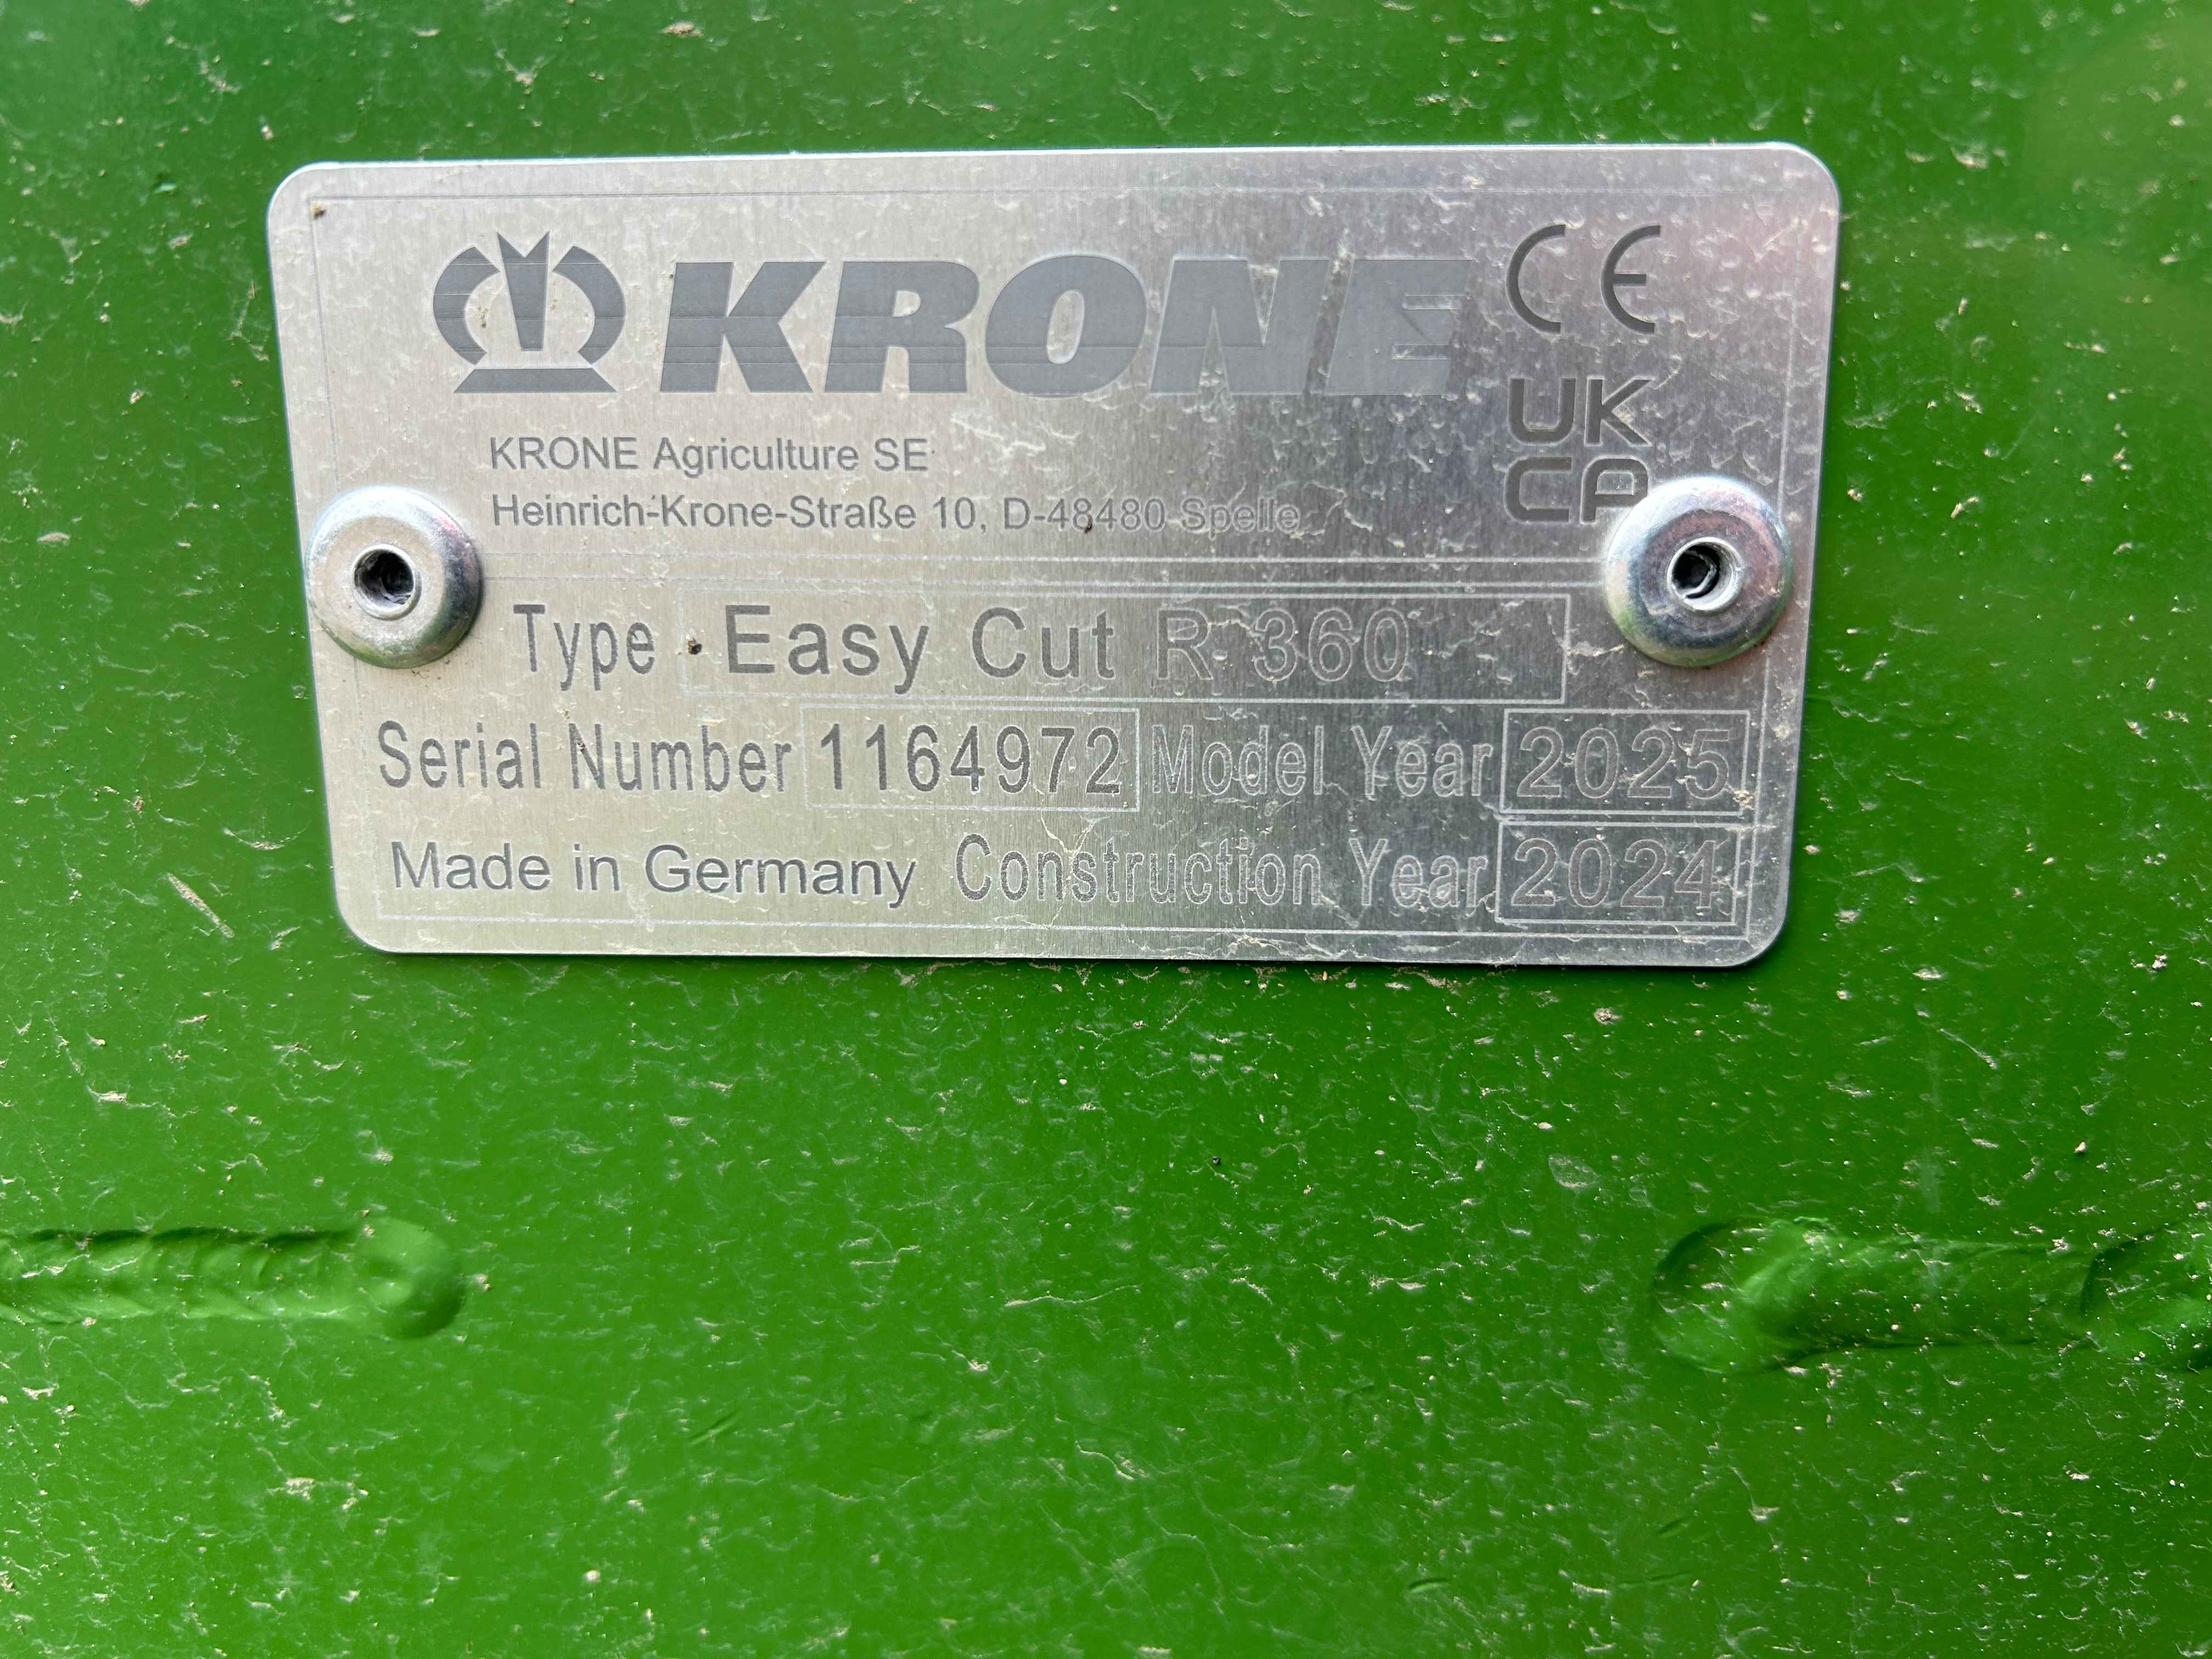 KRONE CE
UK
CA
KRONE Agriculture SE
Heinrich-Krone-Straße 10, D-48480 Spelle
Type Easy Cut R 360
Serial Number 1164972 Model Year 2025
Made in Germany Construction Year 2024